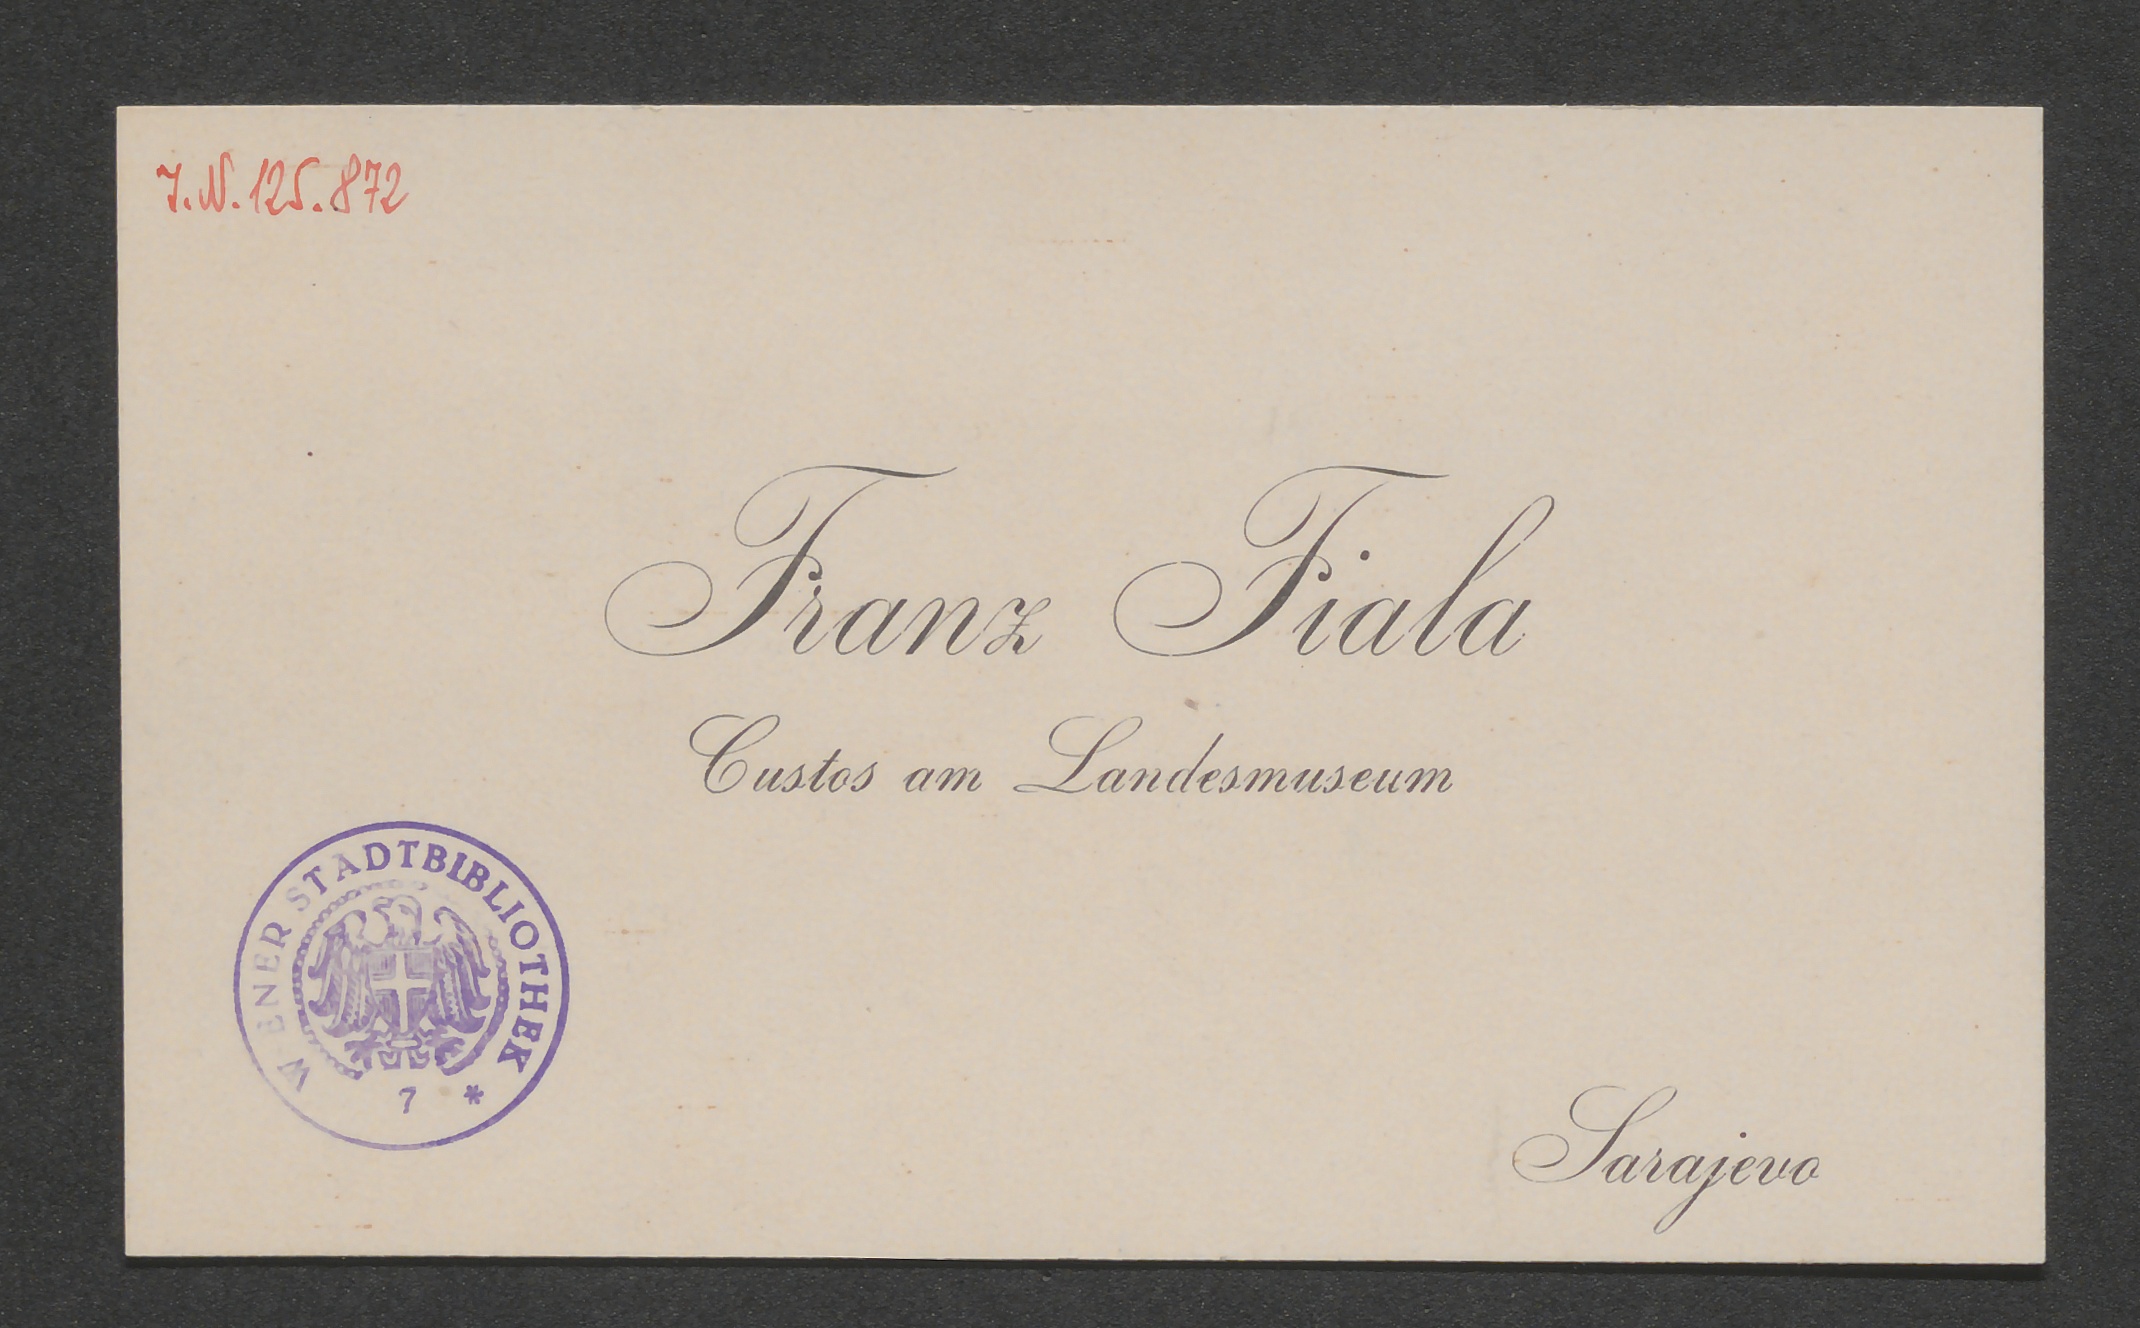 J.N. 125.872
Franz Fiala
Custos am Landesmuseum
WIENER STADTBIBLIOTHEK
7 *
Sarajevo